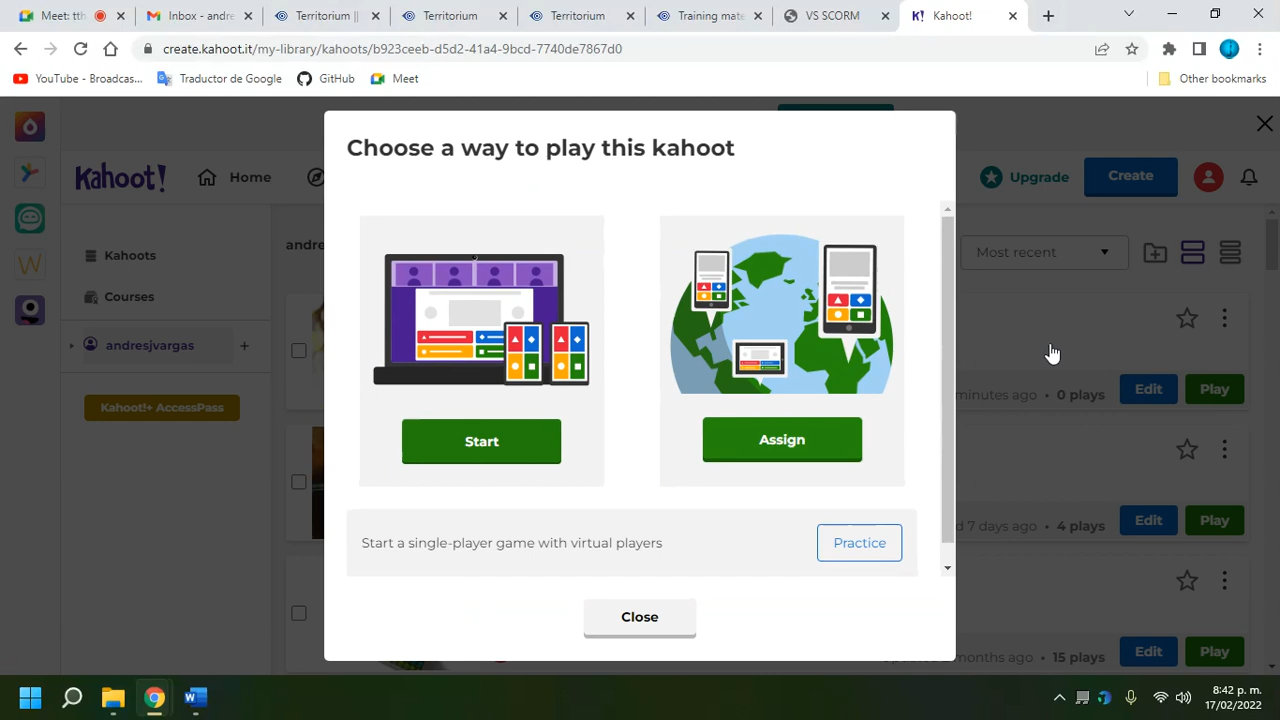 Meet: tth
Inbox - andre
Territorium ||
Territorium
Territorium
Training mate
VS SCORM
Kahoot!
create.kahoot.it/my-library/kahoots/b923ceeb-d5d2-41a4-9bcd-7740de7867d0
YouTube - Broadcas...
Traductor de Google
GitHub
Meet
Other bookmarks
Kahoot!
Home
Upgrade
Create
Kahoots
Courses
andresjvargas
Kahoot!+ AccessPass
Most recent
Choose a way to play this kahoot
Start
Assign
Start a single-player game with virtual players
Practice
Close
minutes ago • 0 plays
Edit
Play
d 7 days ago • 4 plays
Edit
Play
months ago • 15 plays
Edit
Play
8:42 p. m.
17/02/2022